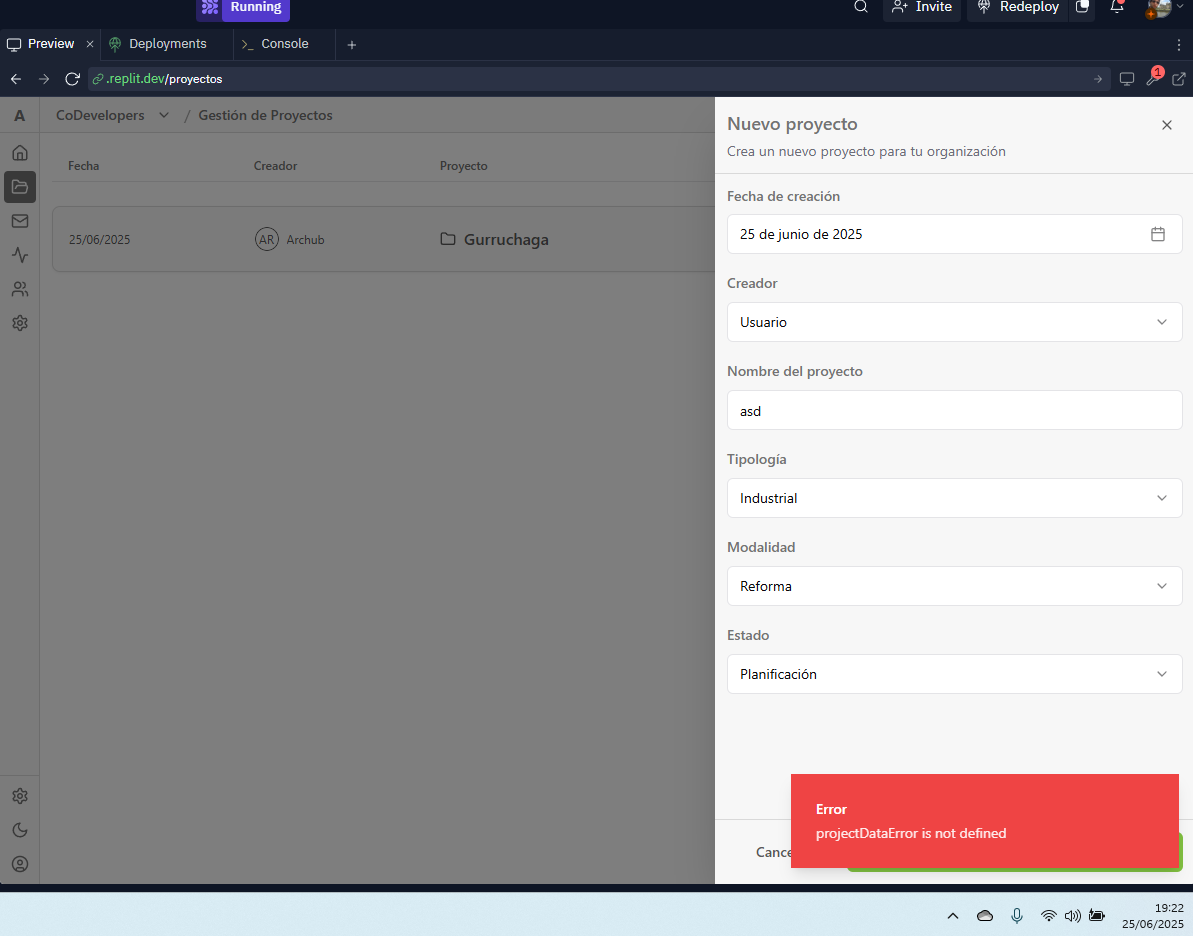 Running
Invite
Redeploy
Preview
Deployments
Console
.replit.dev/proyectos
1
A
CoDevelopers / Gestión de Proyectos
Fecha Creador Proyecto
25/06/2025 AR Archub Gurruchaga
Nuevo proyecto
Crea un nuevo proyecto para tu organización
Fecha de creación
25 de junio de 2025
Creador
Usuario
Nombre del proyecto
asd
Tipología
Industrial
Modalidad
Reforma
Estado
Planificación
Cance
Error
projectDataError is not defined
19:22
25/06/2025